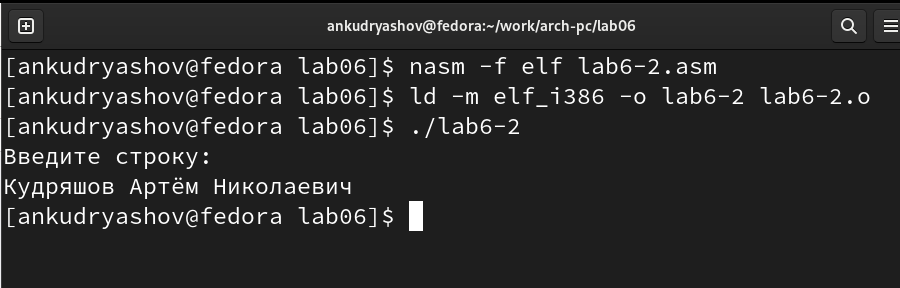 ankudryashov@fedora:~/work/arch-pc/lab06
[ankudryashov@fedora lab06]$ nasm -f elf lab6-2.asm
[ankudryashov@fedora lab06]$ ld -m elf_i386 -o lab6-2 lab6-2.o
[ankudryashov@fedora lab06]$ ./lab6-2
Введите строку:
Кудряшов Артём Николаевич
[ankudryashov@fedora lab06]$